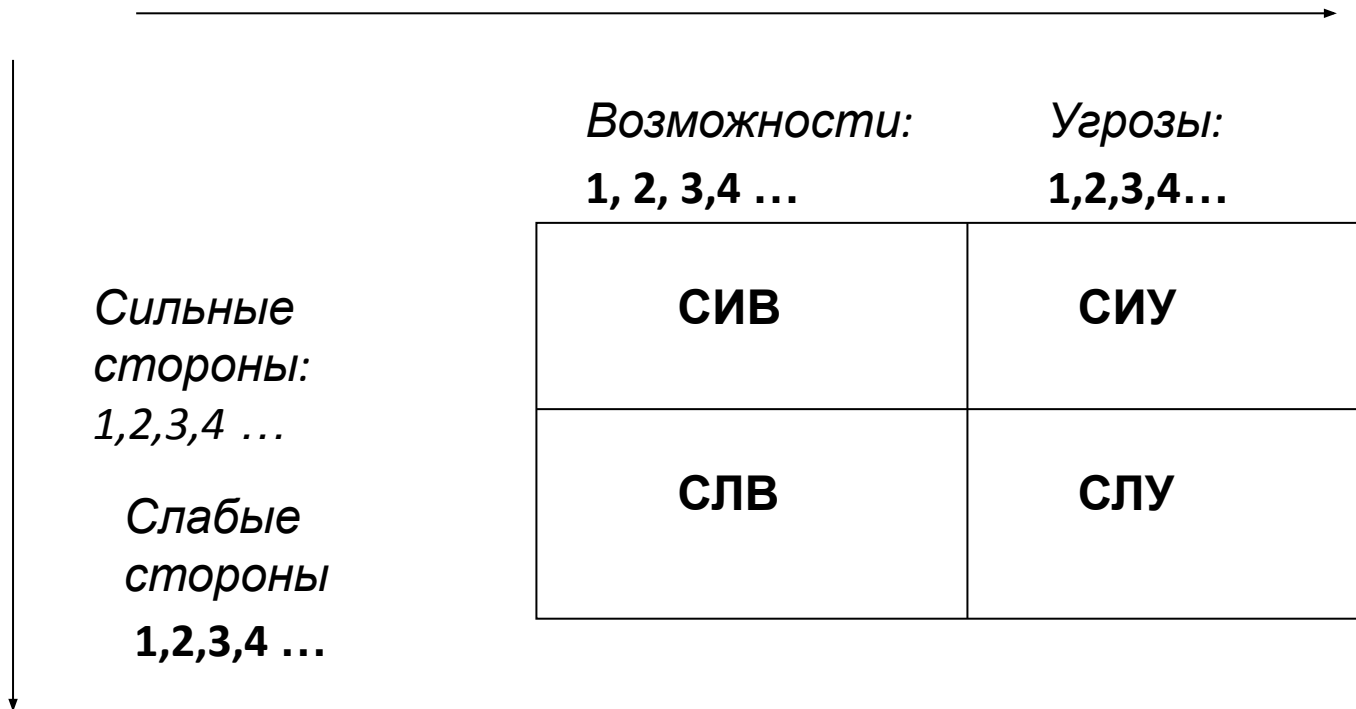 Возможности:
Угрозы:
1, 2, 3,4 …
1,2,3,4…
Сильные
стороны:
1,2,3,4 …
СИВ
СИУ
Слабые
стороны
1,2,3,4 …
СЛВ
СЛУ